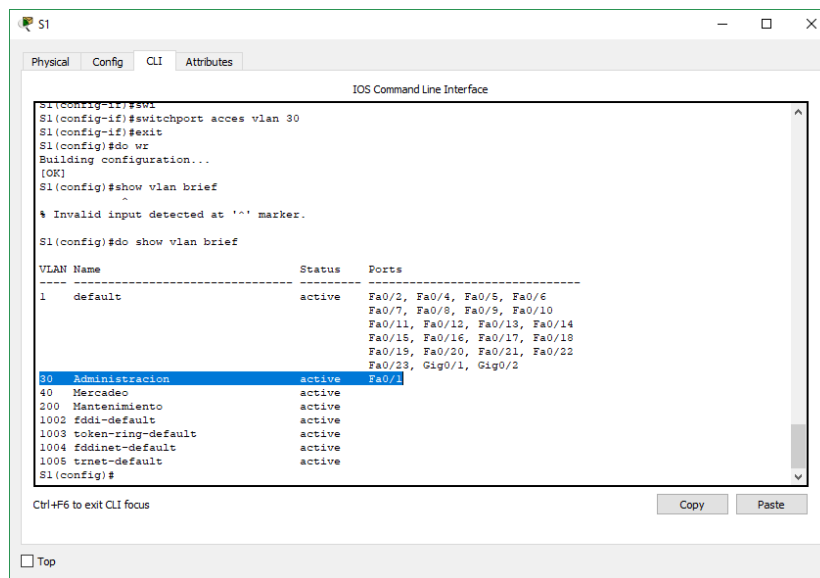 S1
Physical Config CLI Attributes
IOS Command Line Interface
S1(config-if)#swi
S1(config-if)#switchport acces vlan 30
S1(config-if)#exit
S1(config)#do wr
Building configuration...
[OK]
S1(config)#show vlan brief
^
% Invalid input detected at '^' marker.
S1(config)#do show vlan brief
VLAN Name Status Ports
---- -------------------------------- --------- -------------------------------
1 default active Fa0/2, Fa0/4, Fa0/5, Fa0/6
Fa0/7, Fa0/8, Fa0/9, Fa0/10
Fa0/11, Fa0/12, Fa0/13, Fa0/14
Fa0/15, Fa0/16, Fa0/17, Fa0/18
Fa0/19, Fa0/20, Fa0/21, Fa0/22
Fa0/23, Gig0/1, Gig0/2
30 Administracion active Fa0/1
40 Mercadeo active
200 Mantenimiento active
1002 fddi-default active
1003 token-ring-default active
1004 fddinet-default active
1005 trnet-default active
S1(config)#
Ctrl+F6 to exit CLI focus
Copy Paste
Top